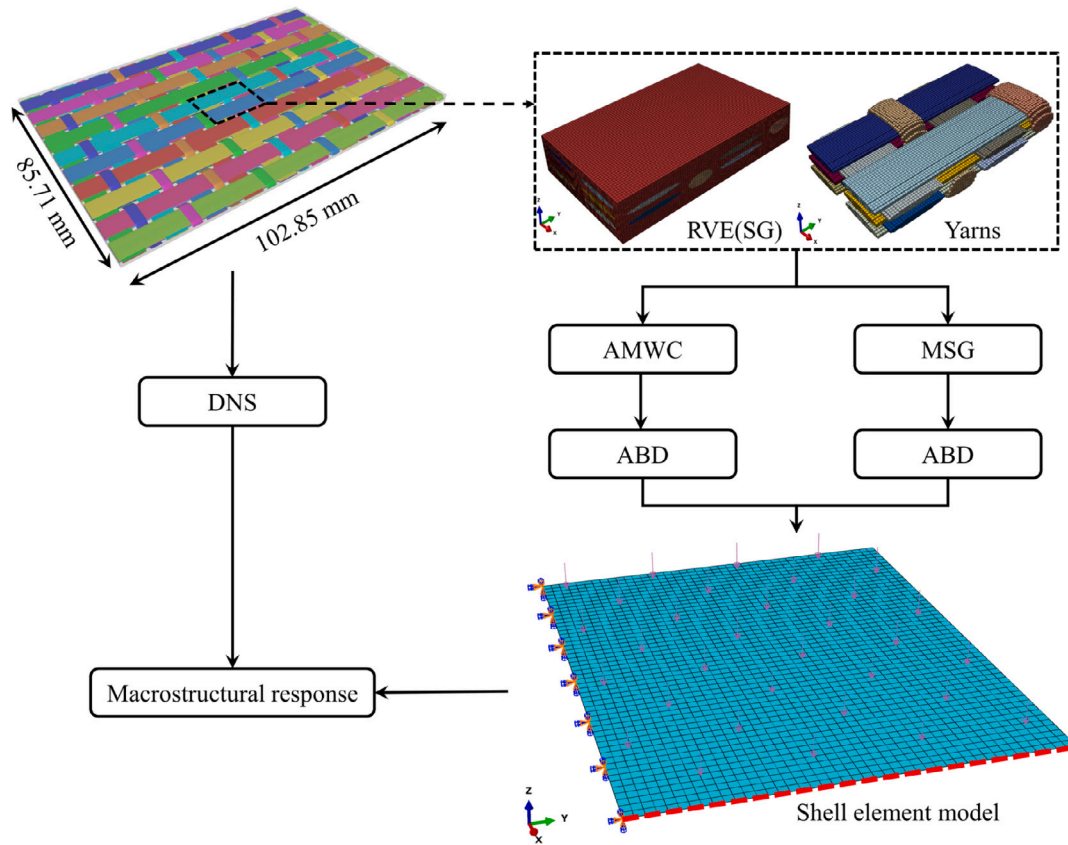 85.71 mm
102.85 mm
Z
Y
X
RVE(SG)
Z
Y
X
Yarns
AMWC
MSG
DNS
ABD
ABD
Macrostructural response
Z
Y
X
Shell element model